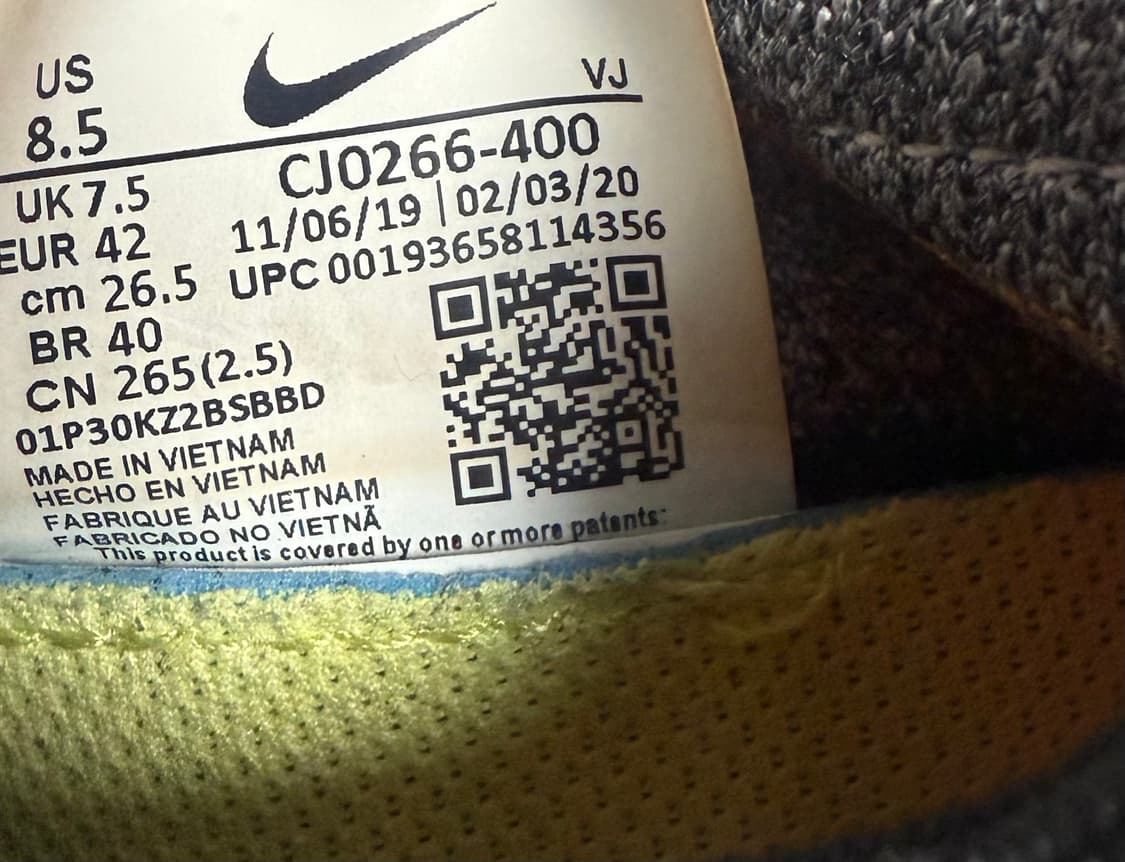 US
VJ
8.5
UK 7.5
CJ0266-400
EUR 42
11/06/19 | 02/03/20
cm 26.5
UPC 00193658114356
BR 40
CN 265(2.5)
01P30KZ2BSBBD
MADE IN VIETNAM
HECHO EN VIETNAM
FABRIQUE AU VIETNAM
FABRICADO NO VIETNÃ
This product is covered by one or more patents: